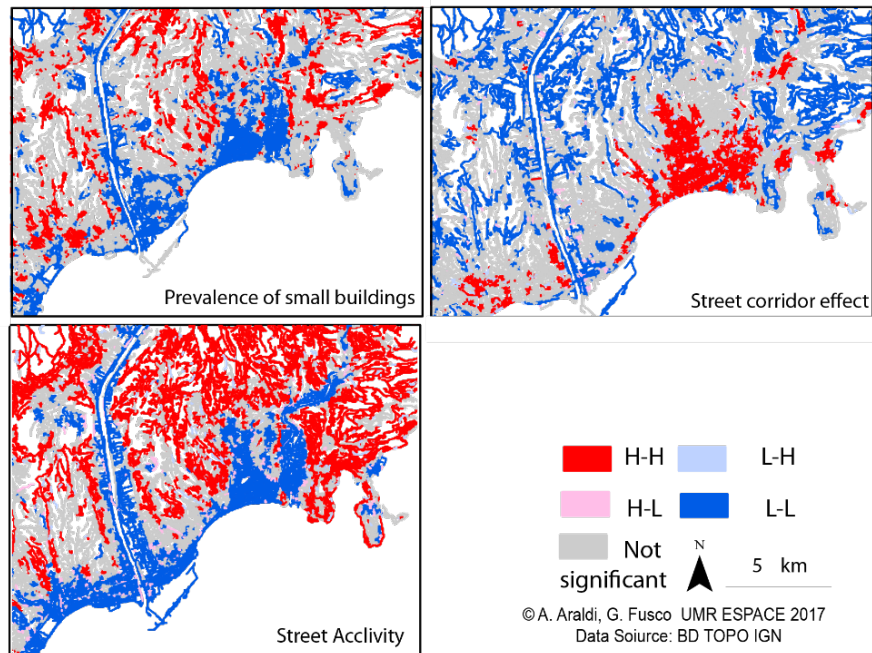 Prevalence of small buildings
Street corridor effect
Street Acclivity
H-H L-H
H-L L-L
Not
significant
N
5 km
© A. Araldi, G. Fusco UMR ESPACE 2017
Data Soiurce: BD TOPO IGN